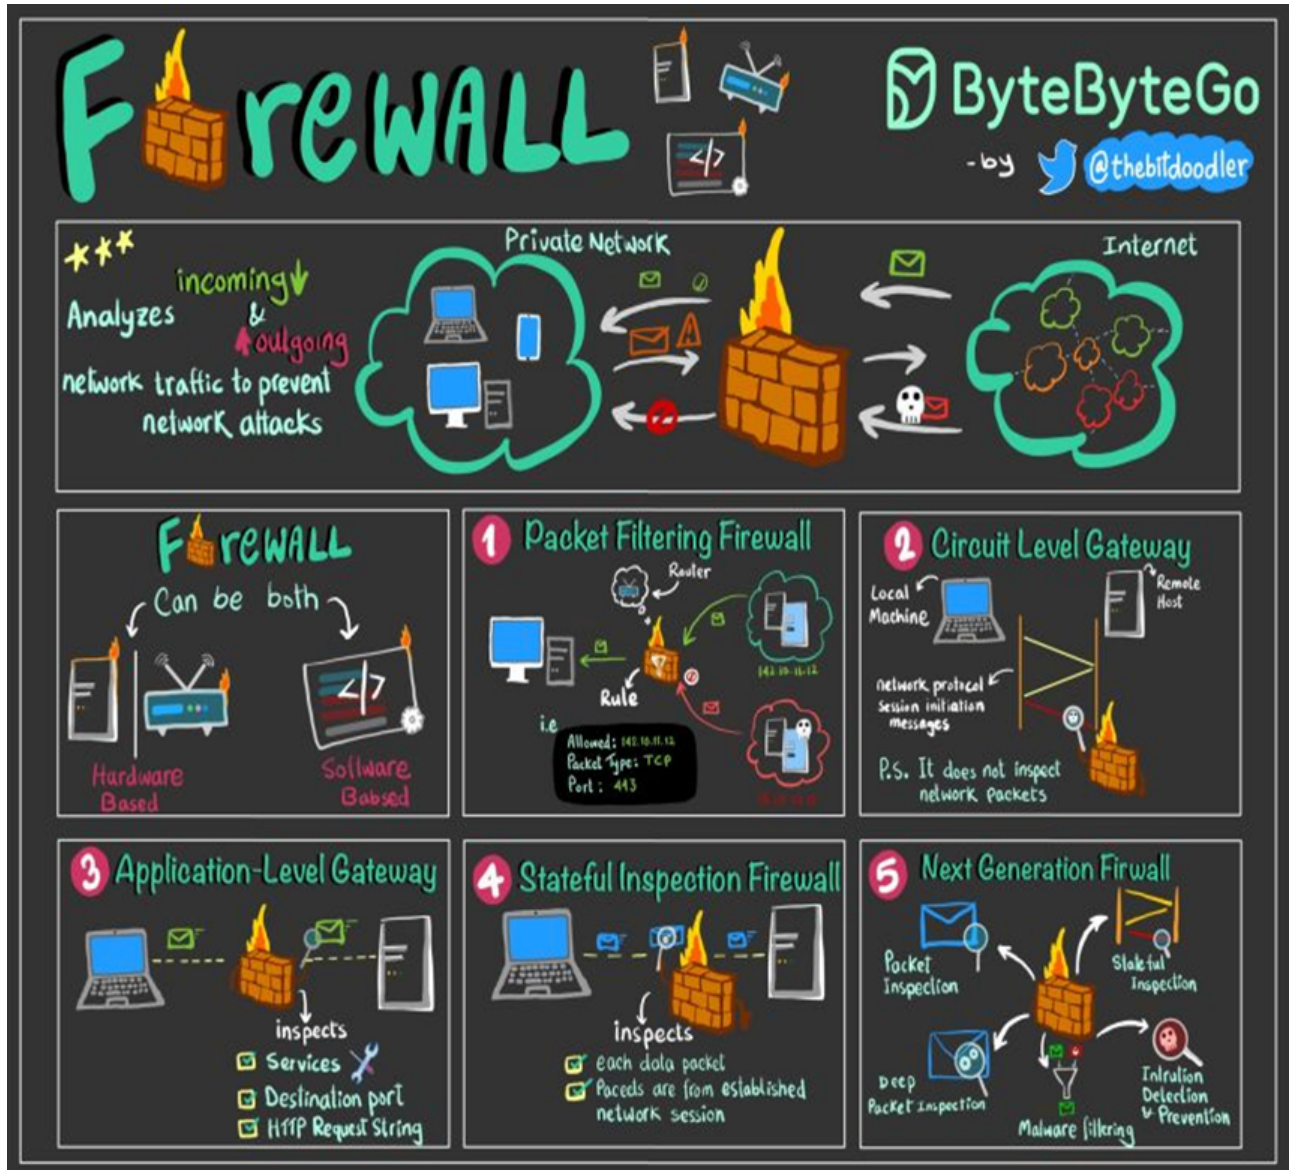 FIREWALL
ByteByteGo
- by @thebitdoodler
Private Network
Internet
Analyzes incoming
&
outgoing
network traffic to prevent
network attacks
FIREWALL
Can be both
Hardware
Based
Software
Babsed
1 Packet Filtering Firewall
Router
142.10.11.12
Rule
i.e
Allowed: 142.10.11.12
Packet Type: TCP
Port: 443
2 Circuit Level Gateway
Local
Machine
Remote
Host
network protocol
session initiation
messages
P.S. It does not inspect
network packets
3 Application-Level Gateway
inspects
Services
Destination port
HTTP Request String
4 Stateful Inspection Firewall
inspects
each data packet
network session
5 Next Generation Firwall
Packet
Inspection
Stateful
Inspection
Deep
Packet Inspection
Malware filtering
Detection
& Prevention